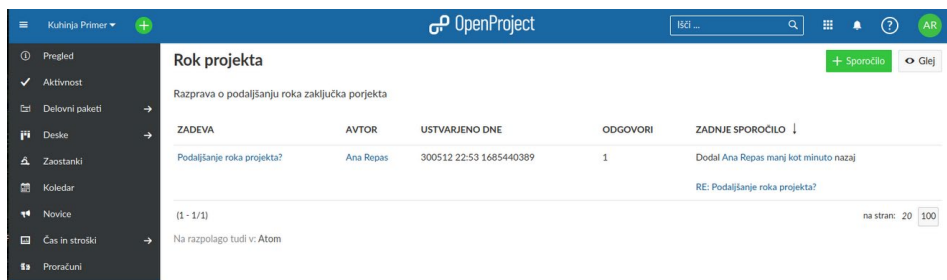 Kuhinja Primer
OpenProject
Išči ...
AR
Pregled
Aktivnost
Delovni paketi
Deske
Zaostanki
Koledar
Novice
Čas in stroški
Proračuni
Rok projekta
+ Sporočilo
Glej
Razprava o podaljšanju roka zaključka porjekta
ZADEVA AVTOR USTVARJENO DNE ODGOVORI ZADNJE SPOROČILO
Podaljšanje roka projekta? Ana Repas 300512 22:53 1685440389 1 Dodal Ana Repas manj kot minuto nazaj
RE: Podaljšanje roka projekta?
(1 - 1/1) na stran: 20 100
Na razpolago tudi v: Atom